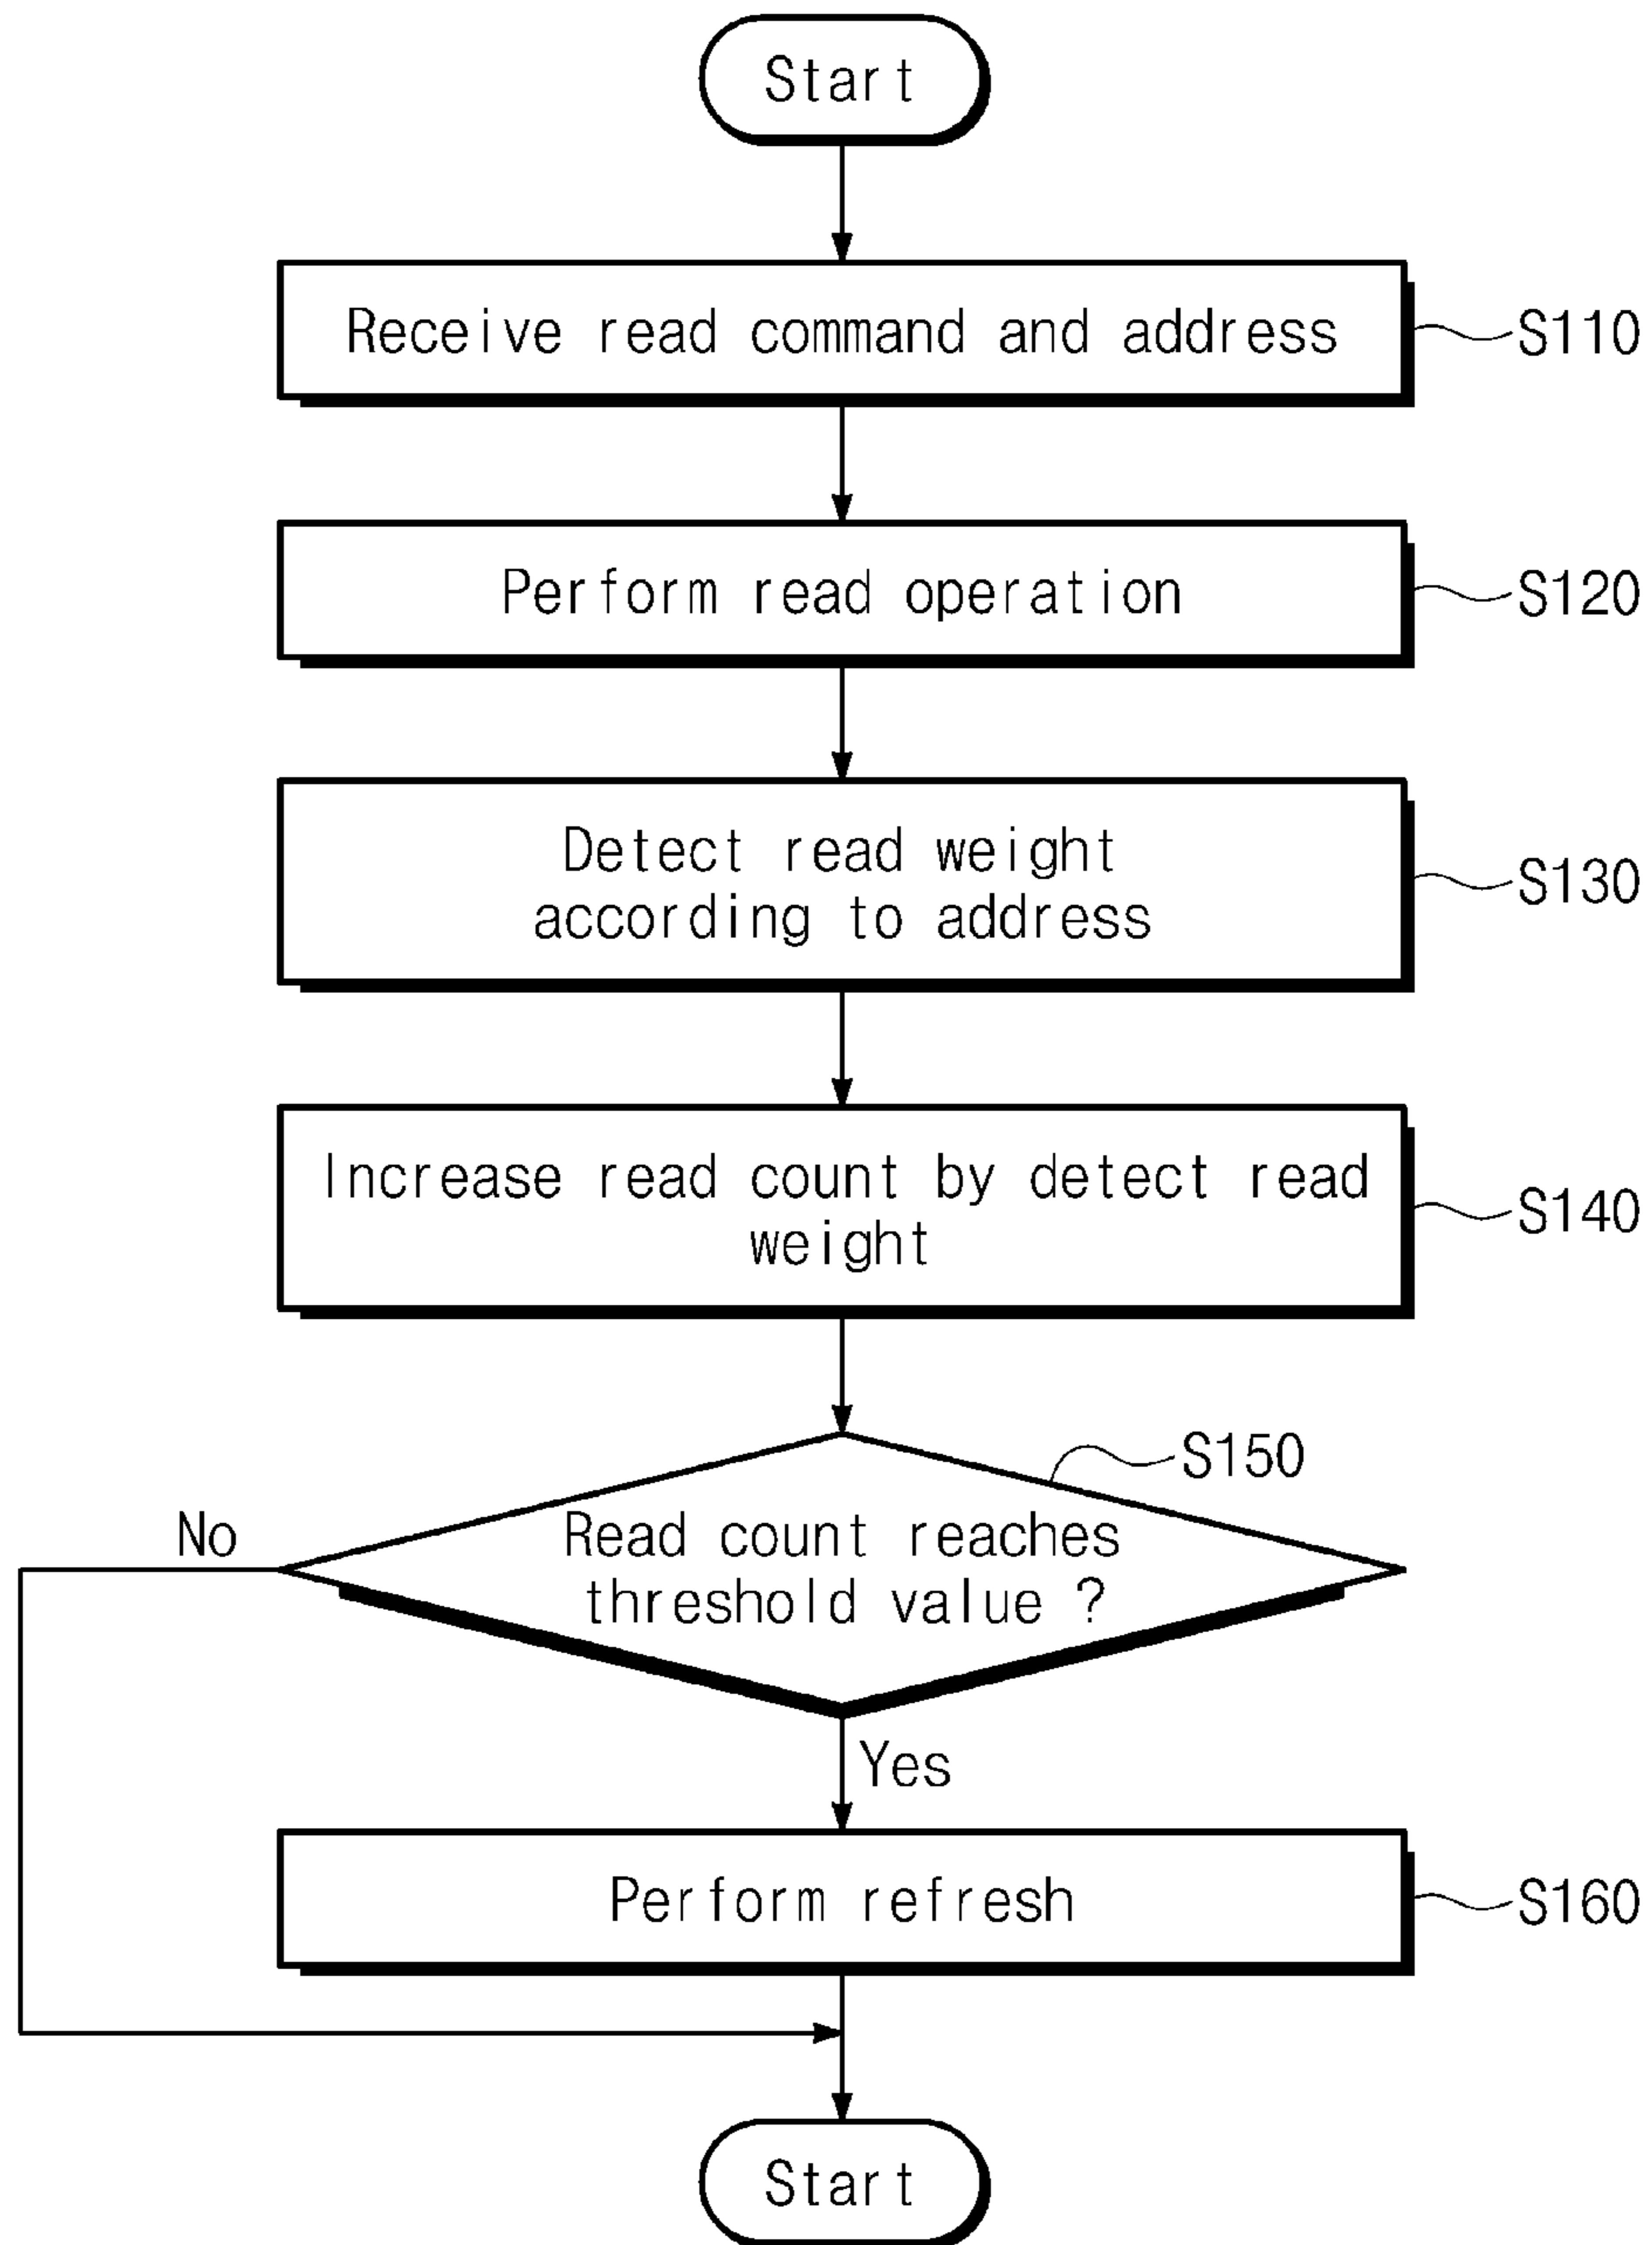 Start
Receive read command and address
S110
Perform read operation
S120
Detect read weight
according to address
S130
Increase read count by detect read
weight
S140
S150
No
Read count reaches
threshold value ?
Yes
Perform refresh
S160
Start